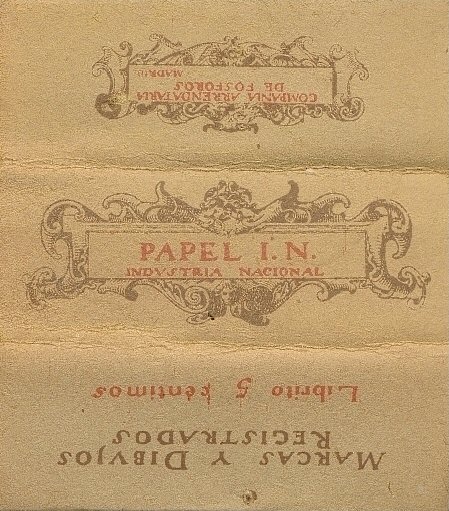 COMPAÑIA ARRENDATARIA
DE FOSFOROS
MADRID
PAPEL I.N.
INDVSTRIA NACIONAL
Librito 5 céntimos
MARCAS Y DIBVJOS
REGISTRADOS